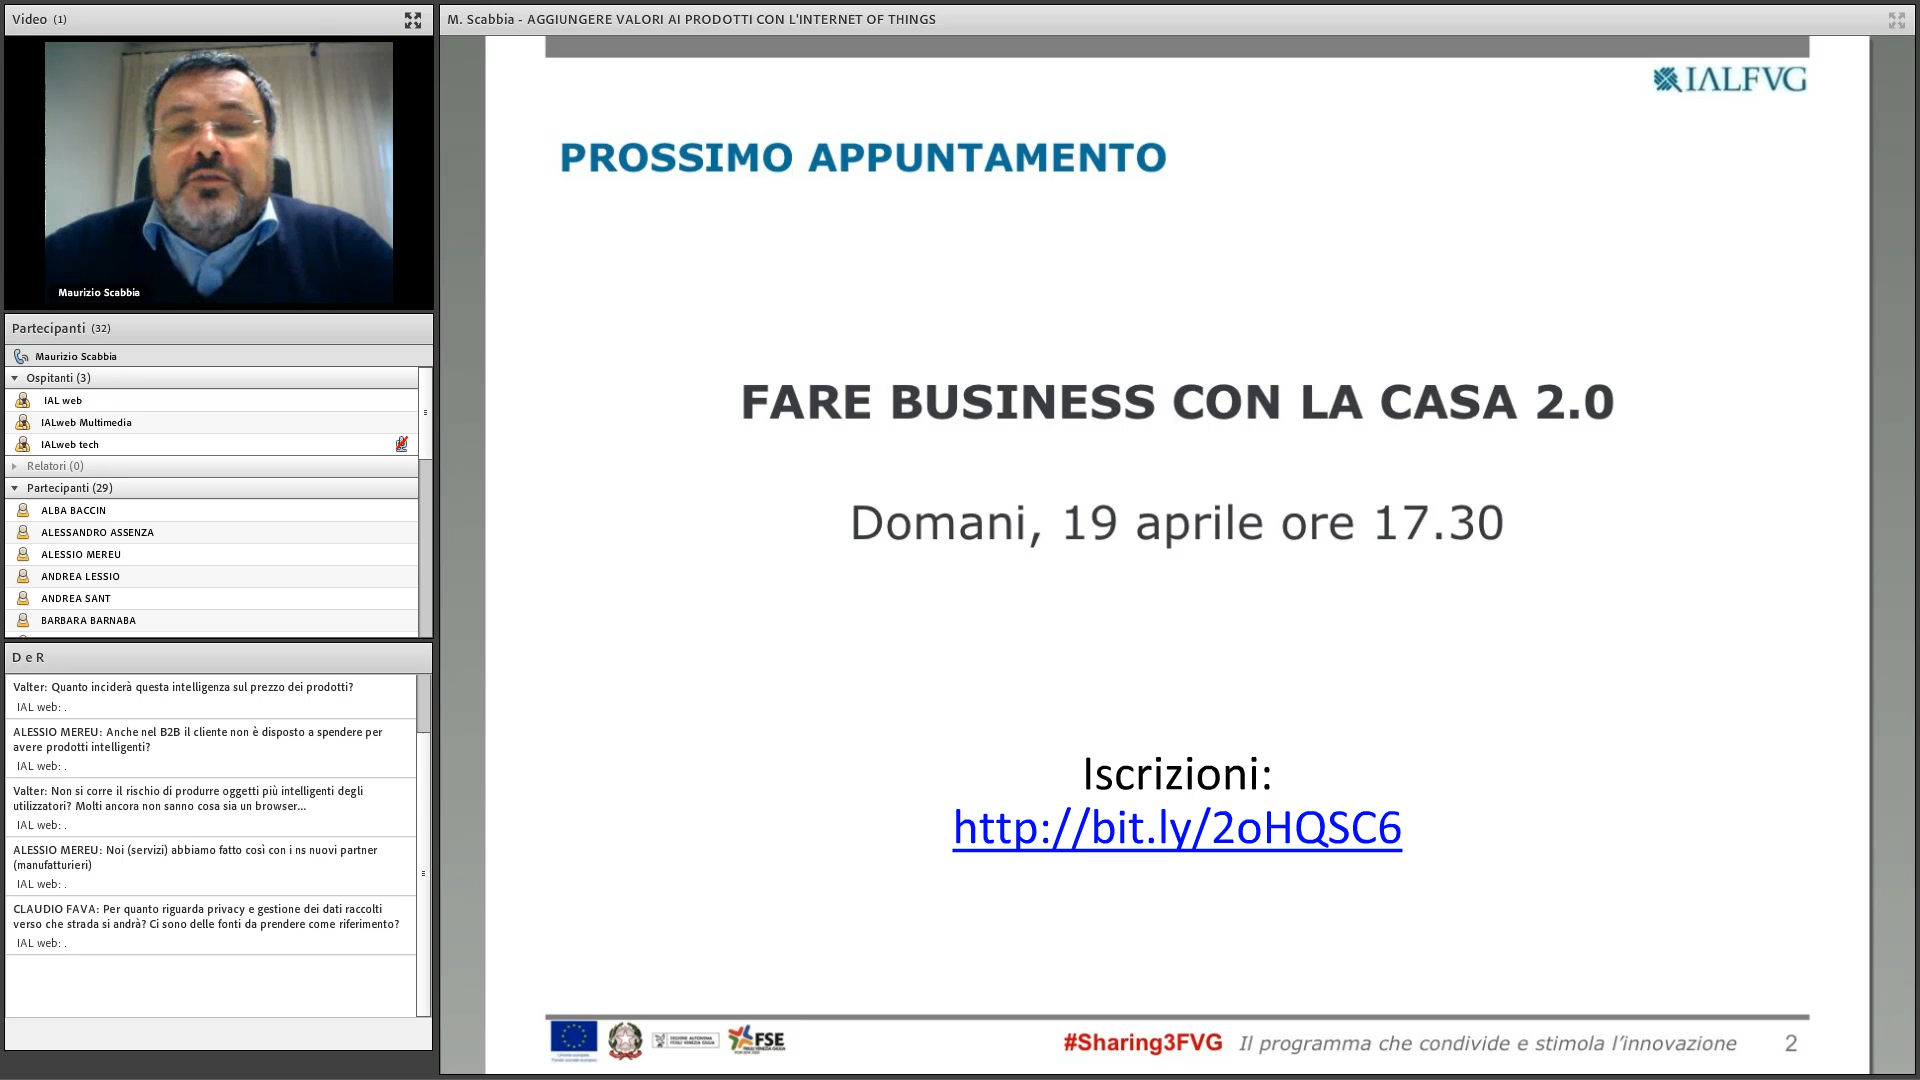 Video (1)
Maurizio Scabbia
Partecipanti (32)
Maurizio Scabbia
Ospitanti (3)
IAL web
IALweb Multimedia
IALweb tech
Relatori (0)
Partecipanti (29)
ALBA BACCIN
ALESSANDRO ASSENZA
ALESSIO MEREU
ANDREA LESSIO
ANDREA SANT
BARBARA BARNABA
D e R
Valter: Quanto inciderà questa intelligenza sul prezzo dei prodotti?
IAL web: .
ALESSIO MEREU: Anche nel B2B il cliente non è disposto a spendere per
avere prodotti intelligenti?
IAL web: .
Valter: Non si corre il rischio di produrre oggetti più intelligenti degli
utilizzatori? Molti ancora non sanno cosa sia un browser...
IAL web: .
ALESSIO MEREU: Noi (servizi) abbiamo fatto così con i ns nuovi partner
(manufatturieri)
IAL web: .
CLAUDIO FAVA: Per quanto riguarda privacy e gestione dei dati raccolti
verso che strada si andrà? Ci sono delle fonti da prendere come riferimento?
IAL web: .
M. Scabbia - AGGIUNGERE VALORI AI PRODOTTI CON L'INTERNET OF THINGS
IALFVG
PROSSIMO APPUNTAMENTO
FARE BUSINESS CON LA CASA 2.0
Domani, 19 aprile ore 17.30
Iscrizioni:
http://bit.ly/2oHQSC6
FSE
#Sharing3FVG Il programma che condivide e stimola l'innovazione 2